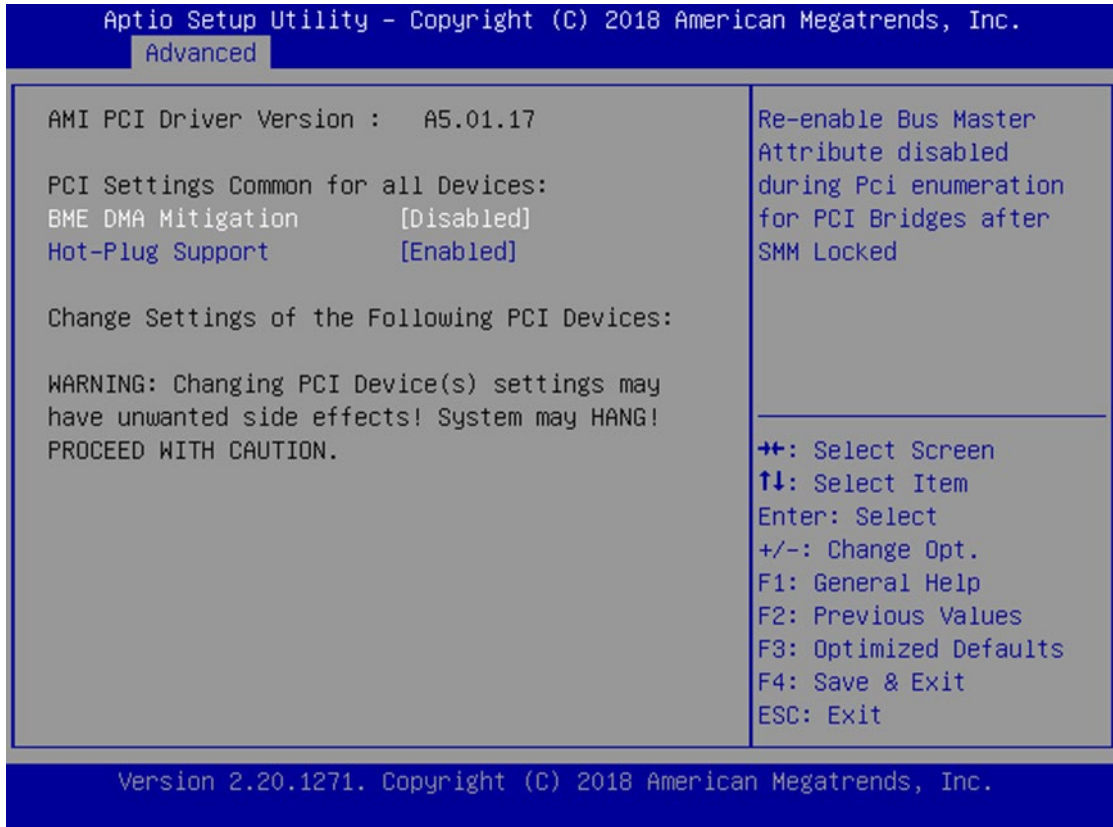 Aptio Setup Utility – Copyright (C) 2018 American Megatrends, Inc.
Advanced
AMI PCI Driver Version : A5.01.17
PCI Settings Common for all Devices:
BME DMA Mitigation [Disabled]
Hot-Plug Support [Enabled]
Change Settings of the Following PCI Devices:
WARNING: Changing PCI Device(s) settings may
have unwanted side effects! System may HANG!
PROCEED WITH CAUTION.
Re-enable Bus Master
Attribute disabled
during Pci enumeration
for PCI Bridges after
SMM Locked
→←: Select Screen
↑↓: Select Item
Enter: Select
+/-: Change Opt.
F1: General Help
F2: Previous Values
F3: Optimized Defaults
F4: Save & Exit
ESC: Exit
Version 2.20.1271. Copyright (C) 2018 American Megatrends, Inc.